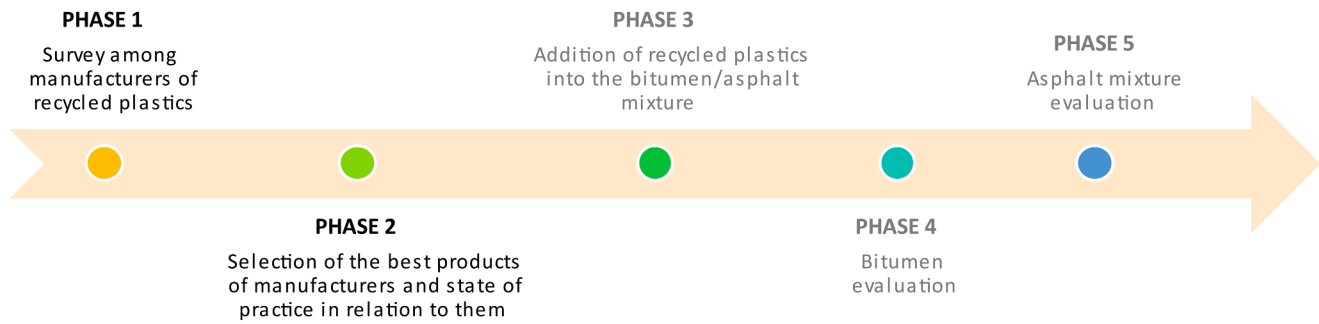 PHASE 1
Survey among
manufacturers of
recycled plastics
PHASE 2
Selection of the best products
of manufacturers and state of
practice in relation to them
PHASE 3
Addition of recycled plastics
into the bitumen/asphalt
mixture
PHASE 4
Bitumen
evaluation
PHASE 5
Asphalt mixture
evaluation